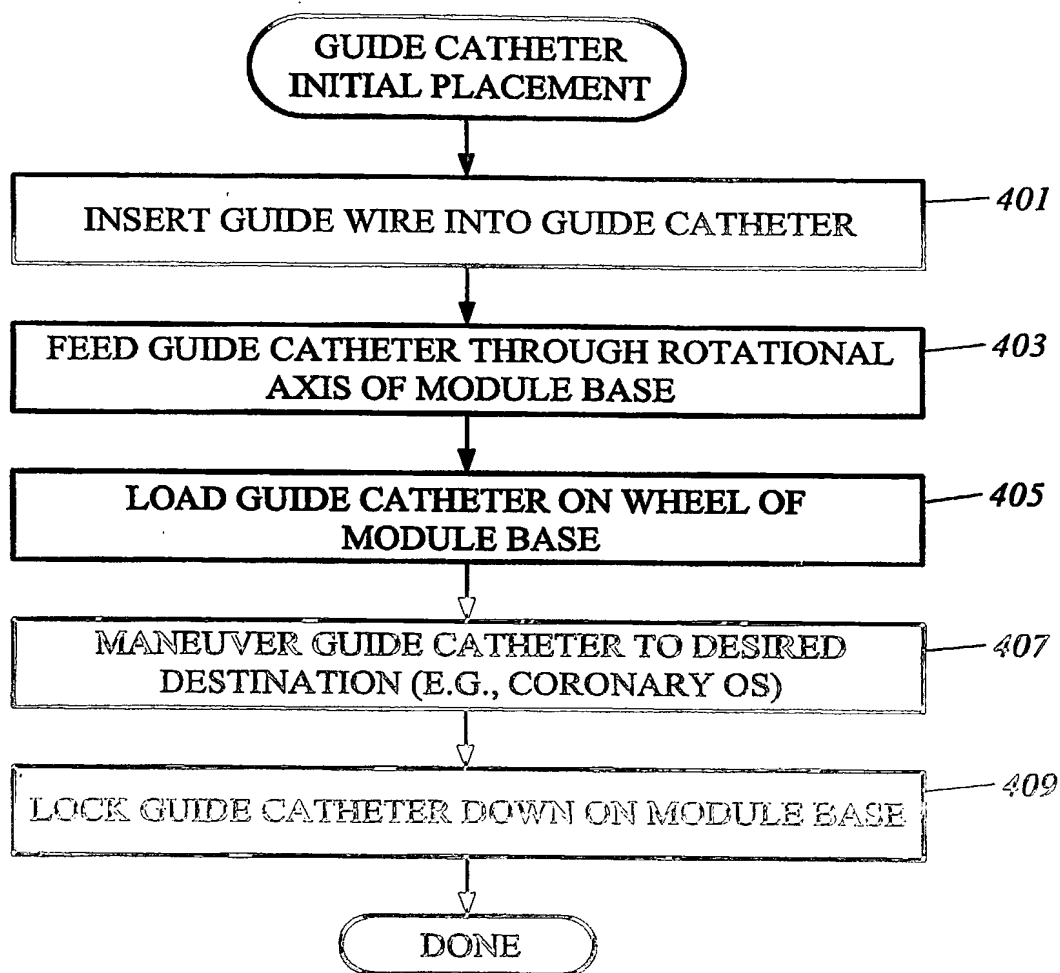 GUIDE CATHETER
INITIAL PLACEMENT
INSERT GUIDE WIRE INTO GUIDE CATHETER
401
FEED GUIDE CATHETER THROUGH ROTATIONAL
AXIS OF MODULE BASE
403
LOAD GUIDE CATHETER ON WHEEL OF
MODULE BASE
405
MANEUVER GUIDE CATHETER TO DESIRED
DESTINATION (E.G., CORONARY OS)
407
LOCK GUIDE CATHETER DOWN ON MODULE BASE
409
DONE